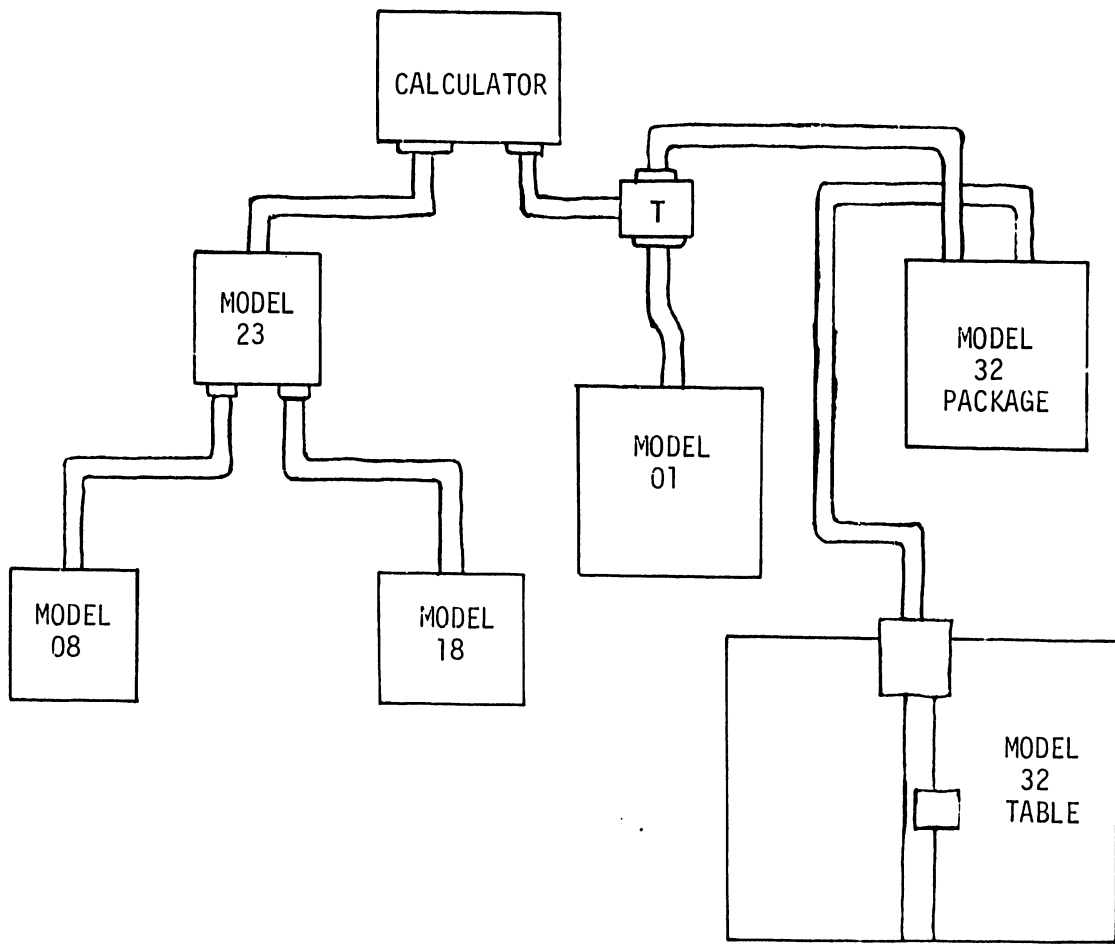 CALCULATOR
T
MODEL
23
MODEL
32
PACKAGE
MODEL
01
MODEL
08
MODEL
18
MODEL
32
TABLE